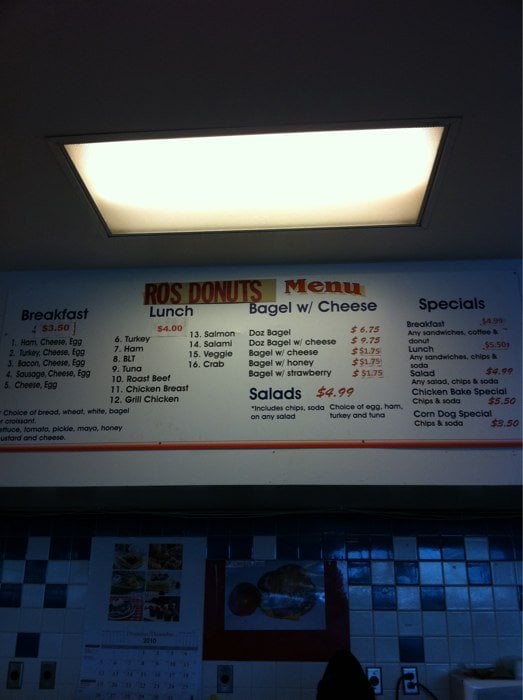 ROS DONUTS Menu
Breakfast
$3.50
1. Ham, Cheese, Egg
2. Turkey, Cheese, Egg
3. Bacon, Cheese, Egg
4. Sausage, Cheese, Egg
5. Cheese, Egg
Choice of bread, wheat, white, bagel
croissant.
lettuce, tomato, pickle, mayo, honey
mustard and cheese.
Lunch
$4.00
6. Turkey
7. Ham
8. BLT
9. Tuna
10. Roast Beef
11. Chicken Breast
12. Grill Chicken
13. Salmon
14. Salami
15. Veggie
16. Crab
Bagel w/ Cheese
Doz Bagel $ 6.75
Doz Bagel w/ cheese $ 9.75
Bagel w/ cheese $1.75
Bagel w/ honey $1.75
Bagel w/ strawberry $1.75
Salads $4.99
*Includes chips, soda
on any salad
Choice of egg, ham,
turkey and tuna
Specials
Breakfast $4.99
Any sandwiches, coffee &
donut
Lunch $5.50
Any sandwiches, chips &
soda
Salad $4.99
Any salad, chips & soda
Chicken Bake Special
Chips & soda $5.50
Corn Dog Special
Chips & soda $3.50
2010